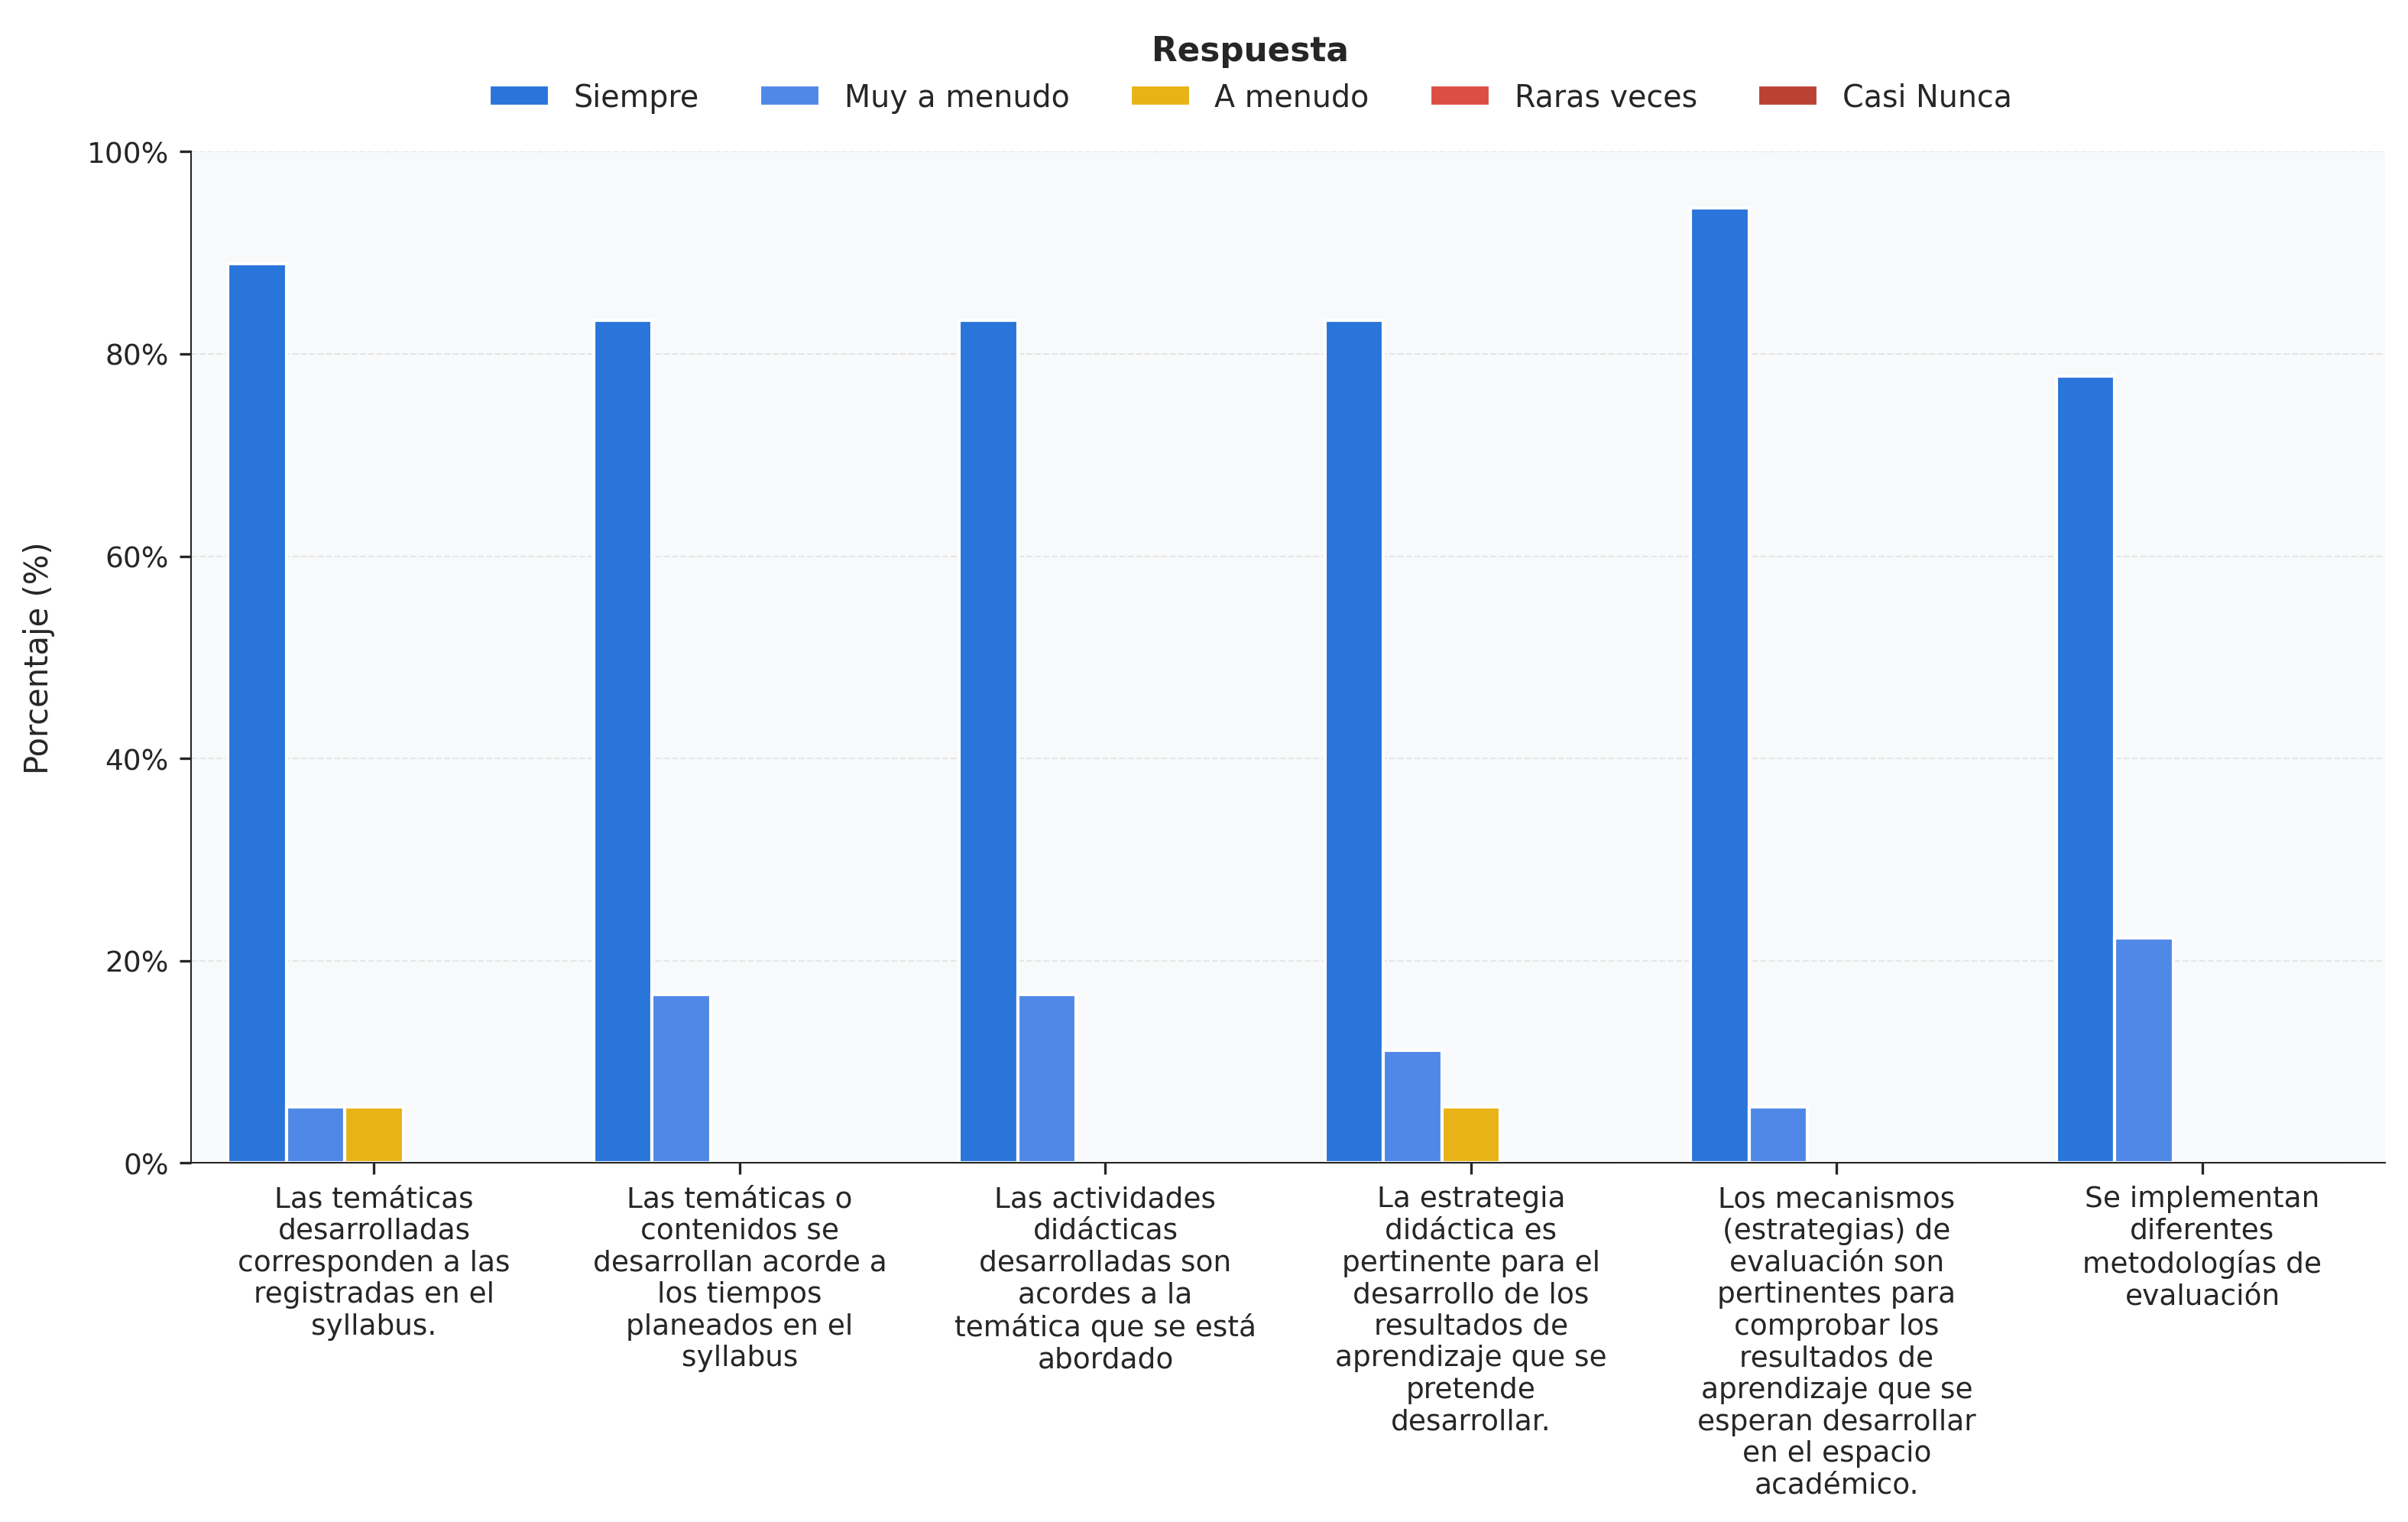 Respuesta
Siempre
Muy a menudo
A menudo
Raras veces
Casi Nunca
100%
80%
60%
40%
20%
0%
Porcentaje (%)
Las temáticas
desarrolladas
corresponden a las
registradas en el
syllabus.
Las temáticas o
contenidos se
desarrollan acorde a
los tiempos
planeados en el
syllabus
Las actividades
didácticas
desarrolladas son
acordes a la
temática que se está
abordado
La estrategia
didáctica es
pertinente para el
desarrollo de los
resultados de
aprendizaje que se
pretende
desarrollar.
Los mecanismos
(estrategias) de
evaluación son
pertinentes para
comprobar los
resultados de
aprendizaje que se
esperan desarrollar
en el espacio
académico.
Se implementan
diferentes
metodologías de
evaluación